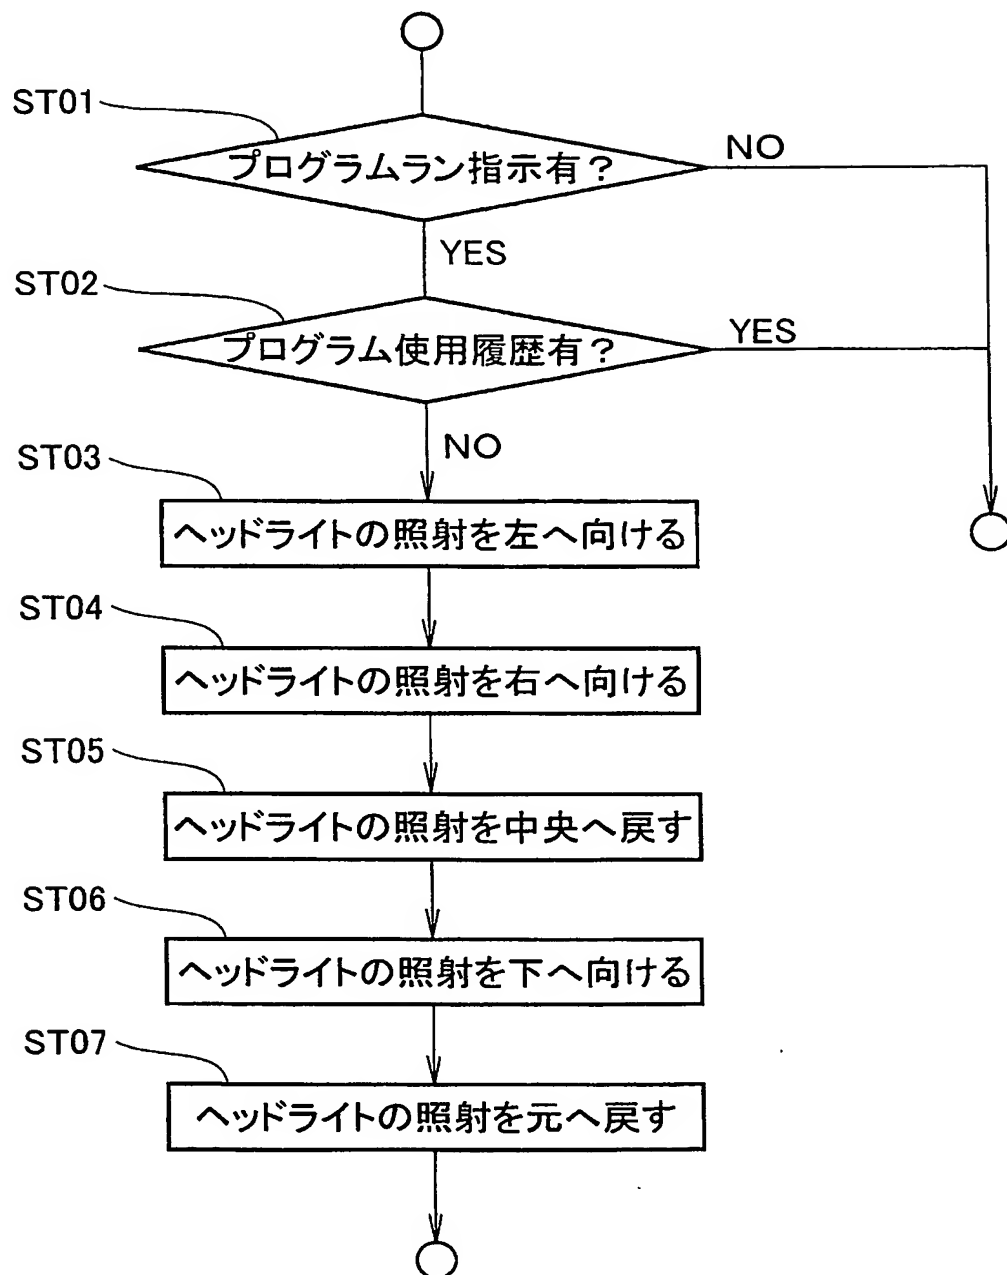 ST01
プログラムラン指示有?
NO
YES
ST02
プログラム使用履歴有?
YES
NO
ST03
ヘッドライトの照射を左へ向ける
ST04
ヘッドライトの照射を右へ向ける
ST05
ヘッドライトの照射を中央へ戻す
ST06
ヘッドライトの照射を下へ向ける
ST07
ヘッドライトの照射を元へ戻す